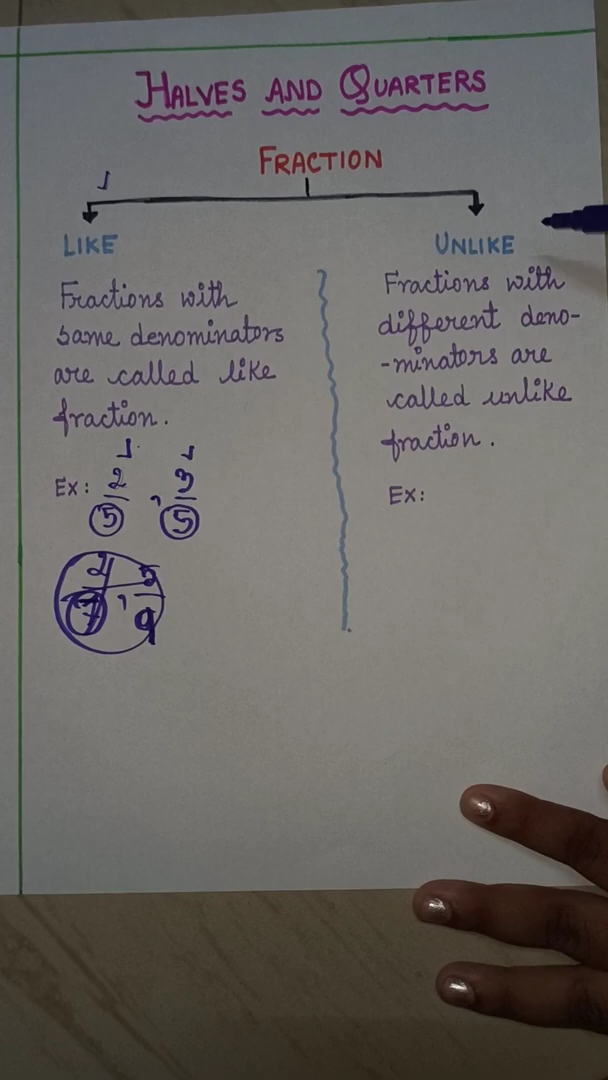 HALVES AND QUARTERS
FRACTION
LIKE
Fractions with
same denominators
are called like
fraction.
Ex: 2/5 , 3/5
UNLIKE
Fractions with
different deno-
-minators are
called unlike
fraction.
Ex: